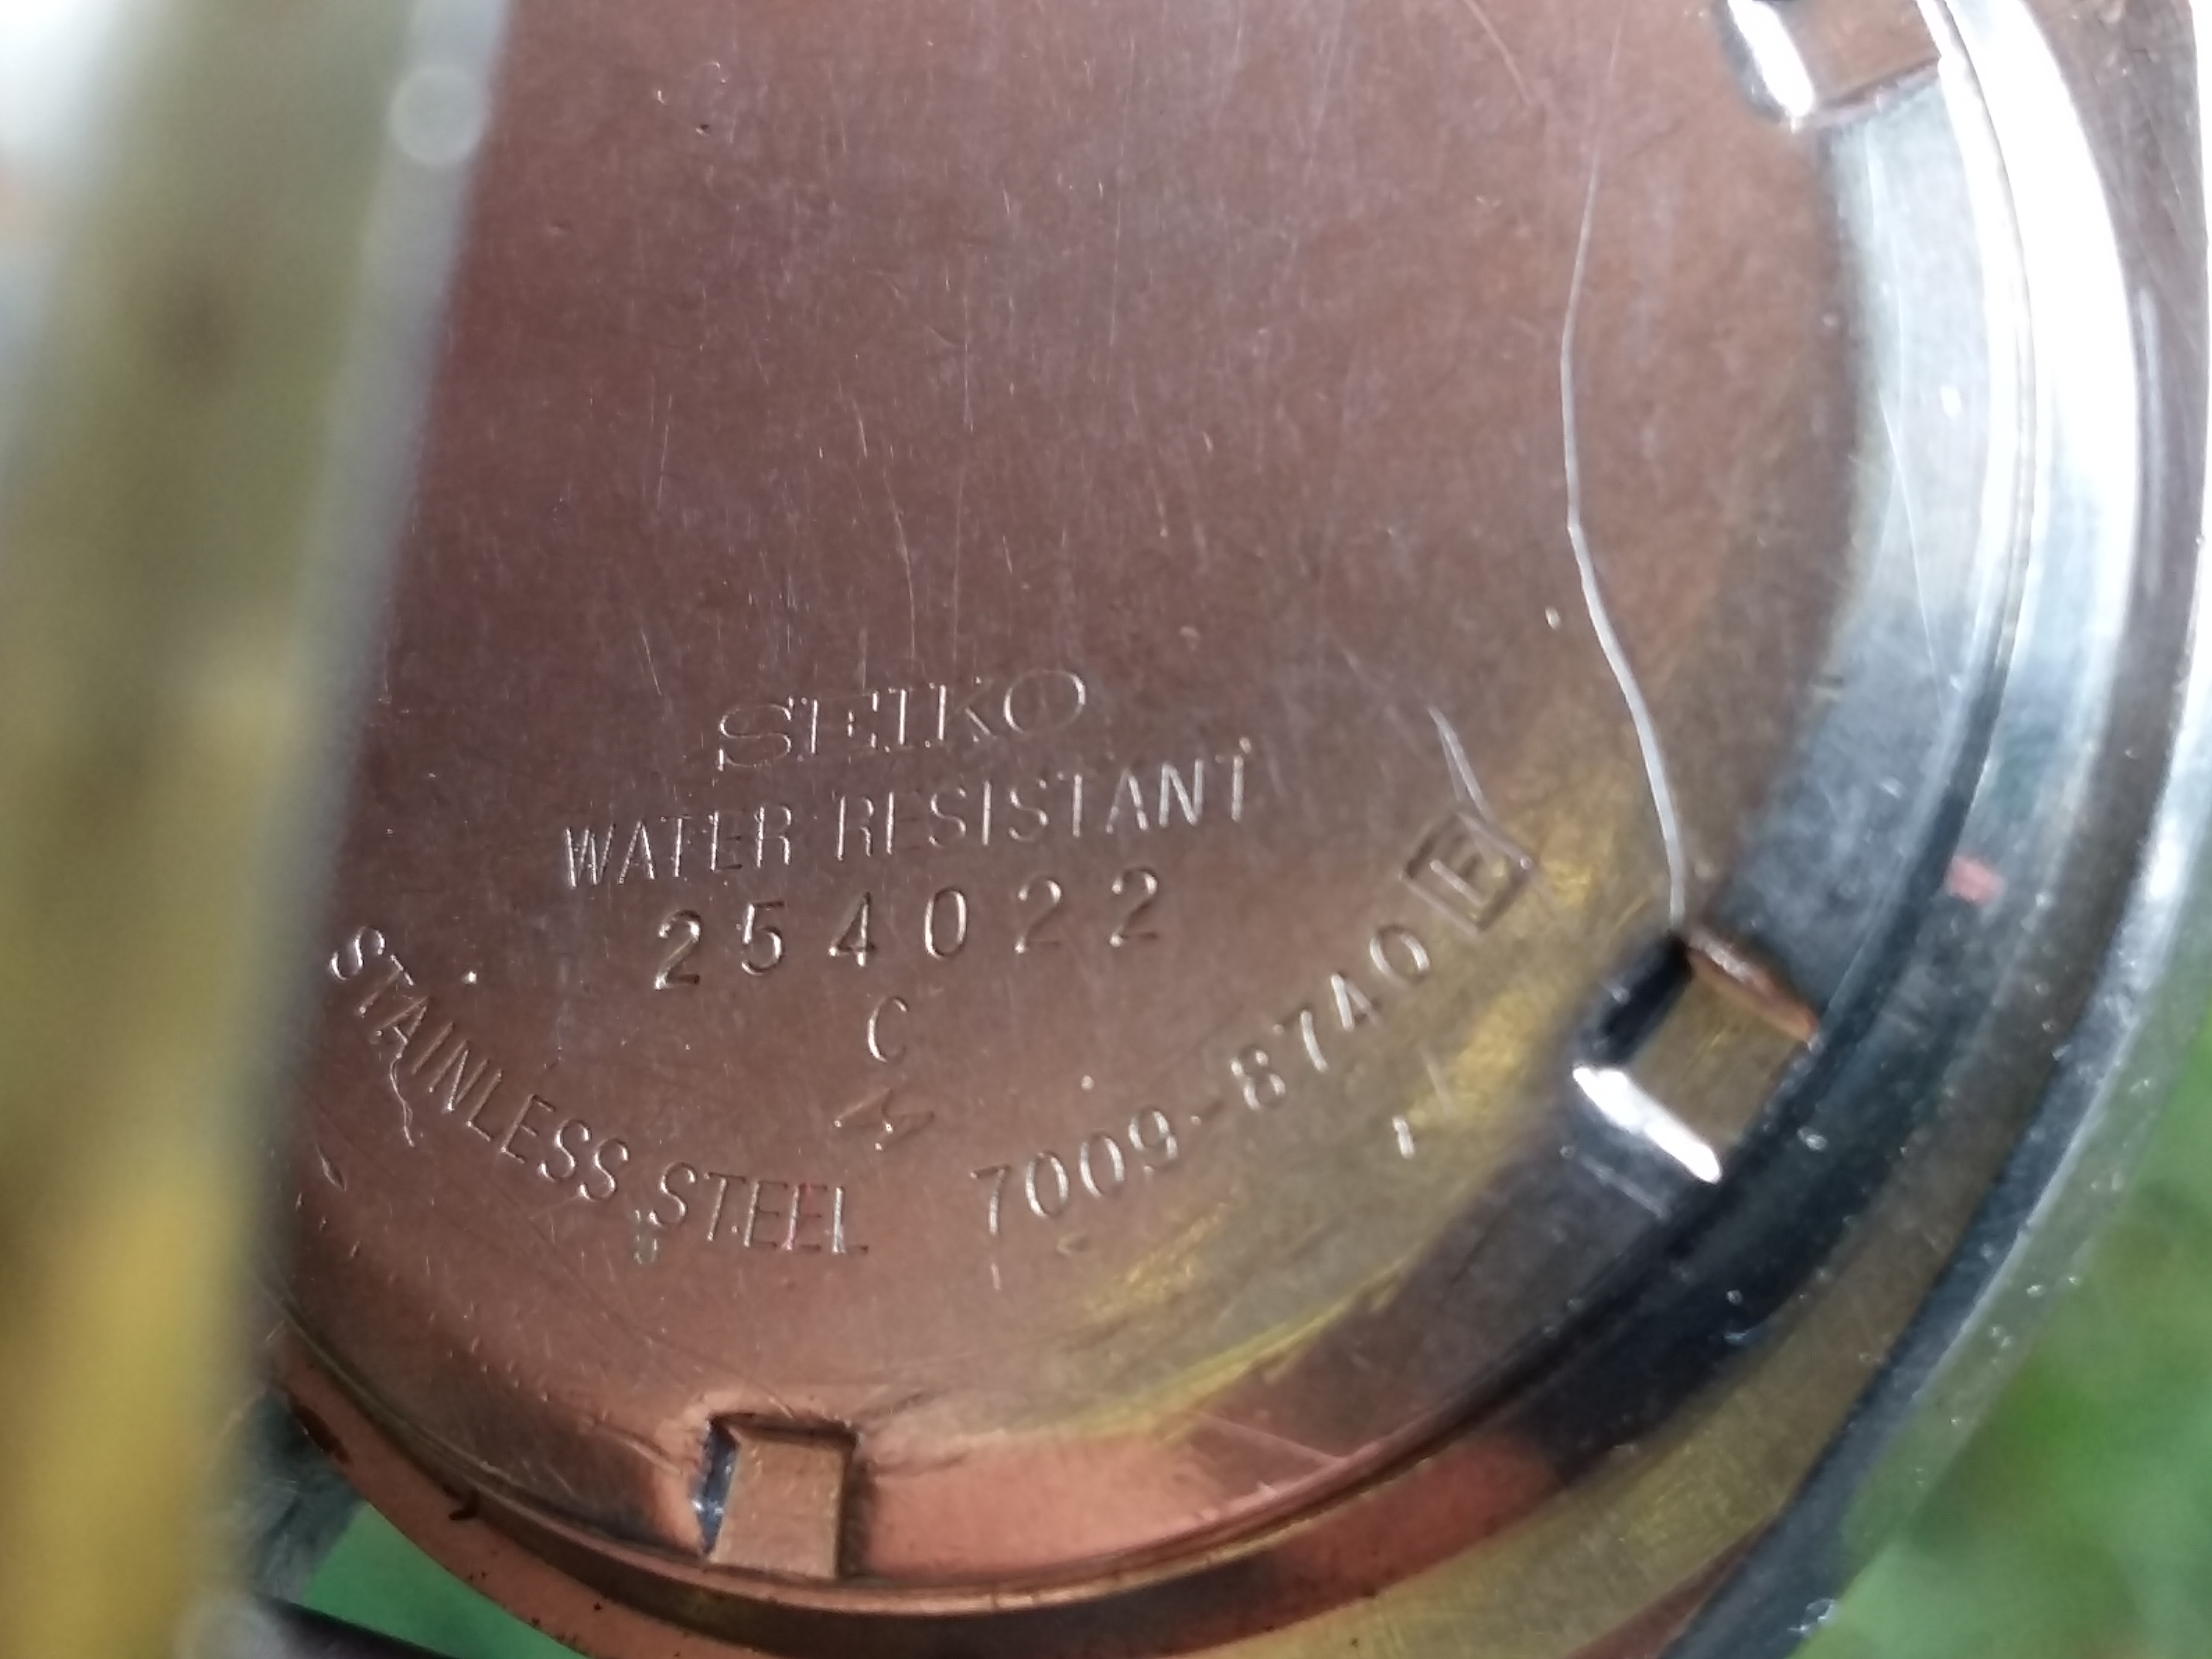 SEIKO
WATER RESISTANT
254022
C
STAINLESS STEEL 7009-8740 E